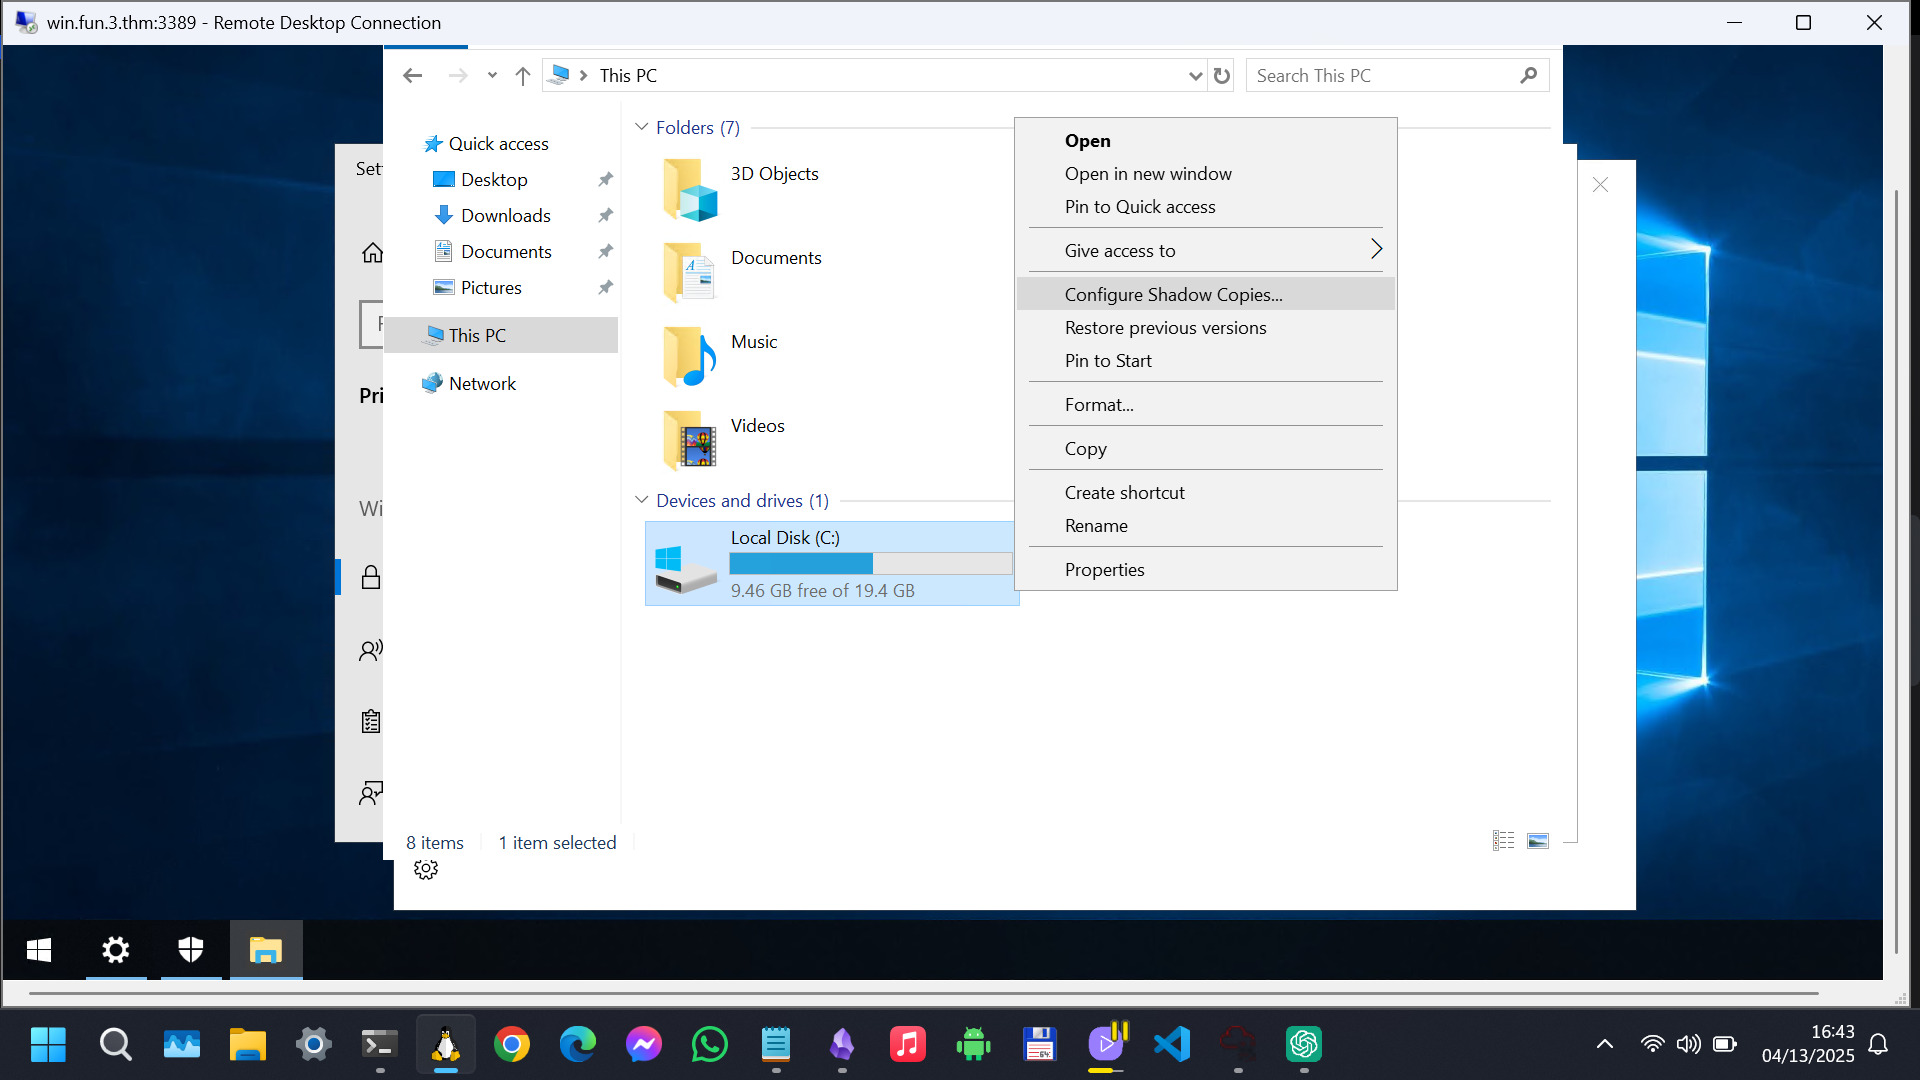 win.fun.3.thm:3389 - Remote Desktop Connection
This PC
Search This PC
Quick access
Desktop
Downloads
Documents
Pictures
This PC
Network
Folders (7)
3D Objects
Documents
Music
Videos
Devices and drives (1)
Local Disk (C:)
9.46 GB free of 19.4 GB
Open
Open in new window
Pin to Quick access
Give access to
Configure Shadow Copies...
Restore previous versions
Pin to Start
Format...
Copy
Create shortcut
Rename
Properties
Set
F
Pri
Wi
8 items
1 item selected
64
16:43
04/13/2025